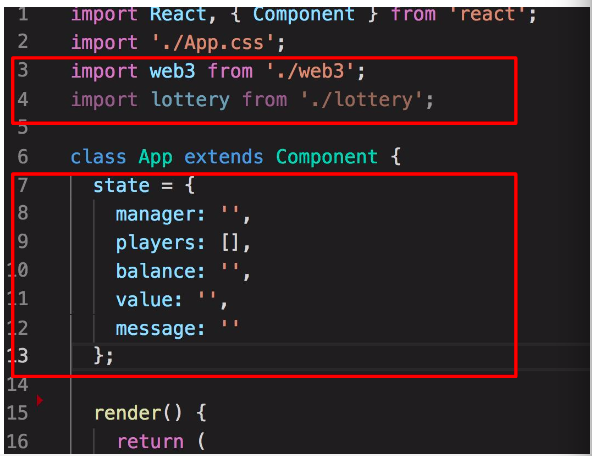 1 import React, { Component } from 'react';
2 import './App.css';
3 import web3 from './web3';
4 import lottery from './lottery';
5
6 class App extends Component {
7 state = {
8 manager: '',
9 players: [],
10 balance: '',
11 value: '',
12 message: ''
13 };
14
15 render() {
16 return (